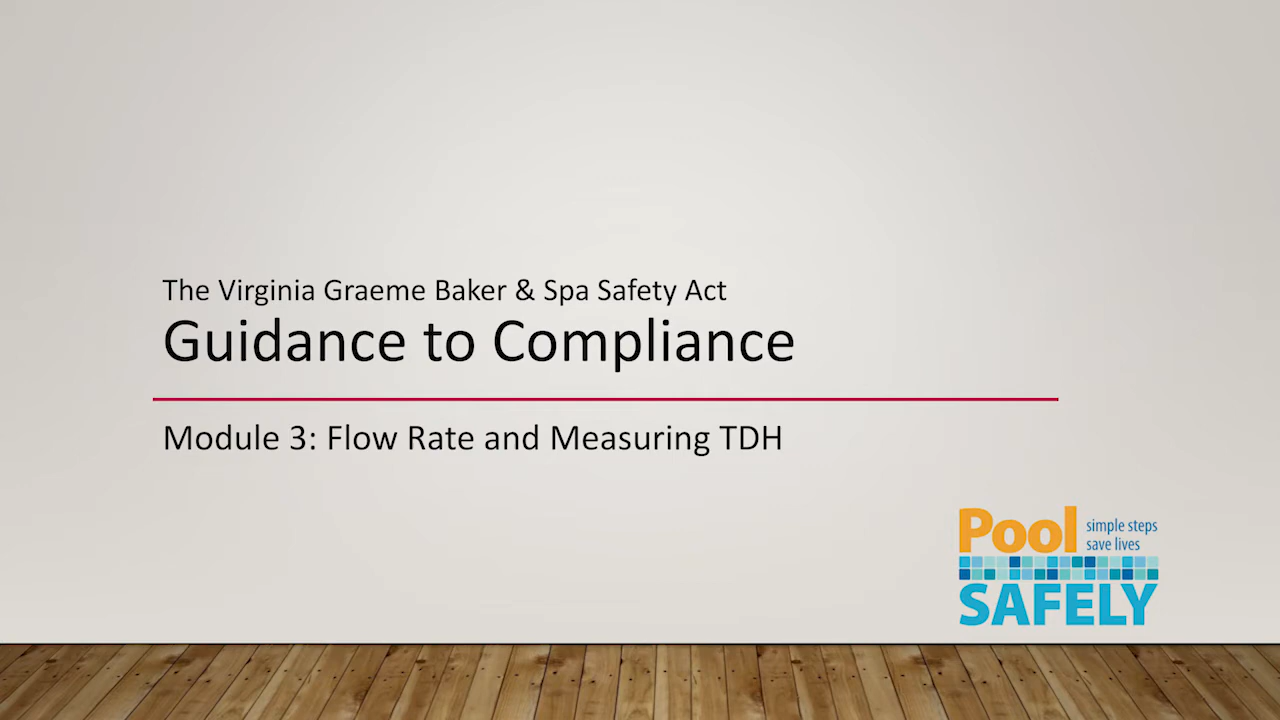 The Virginia Graeme Baker & Spa Safety Act
Guidance to Compliance
Module 3: Flow Rate and Measuring TDH
Pool simple steps
save lives
SAFELY